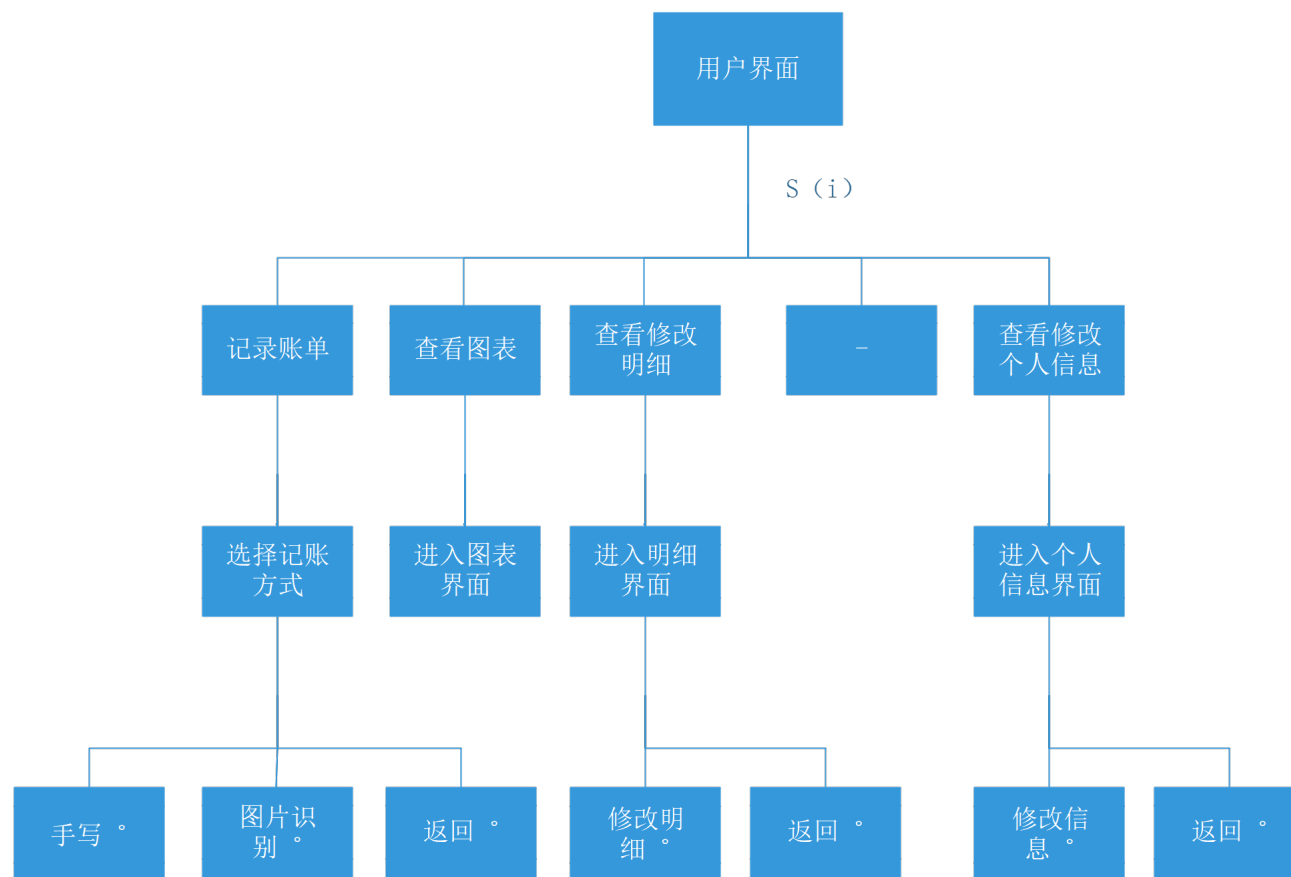 用户界面
S（i）
记录账单
查看图表
查看修改
明细
–
查看修改
个人信息
选择记账
方式
进入图表
界面
进入明细
界面
进入个人
信息界面
手写 °
图片识
别 °
返回 °
修改明
细 °
返回 °
修改信
息 °
返回 °